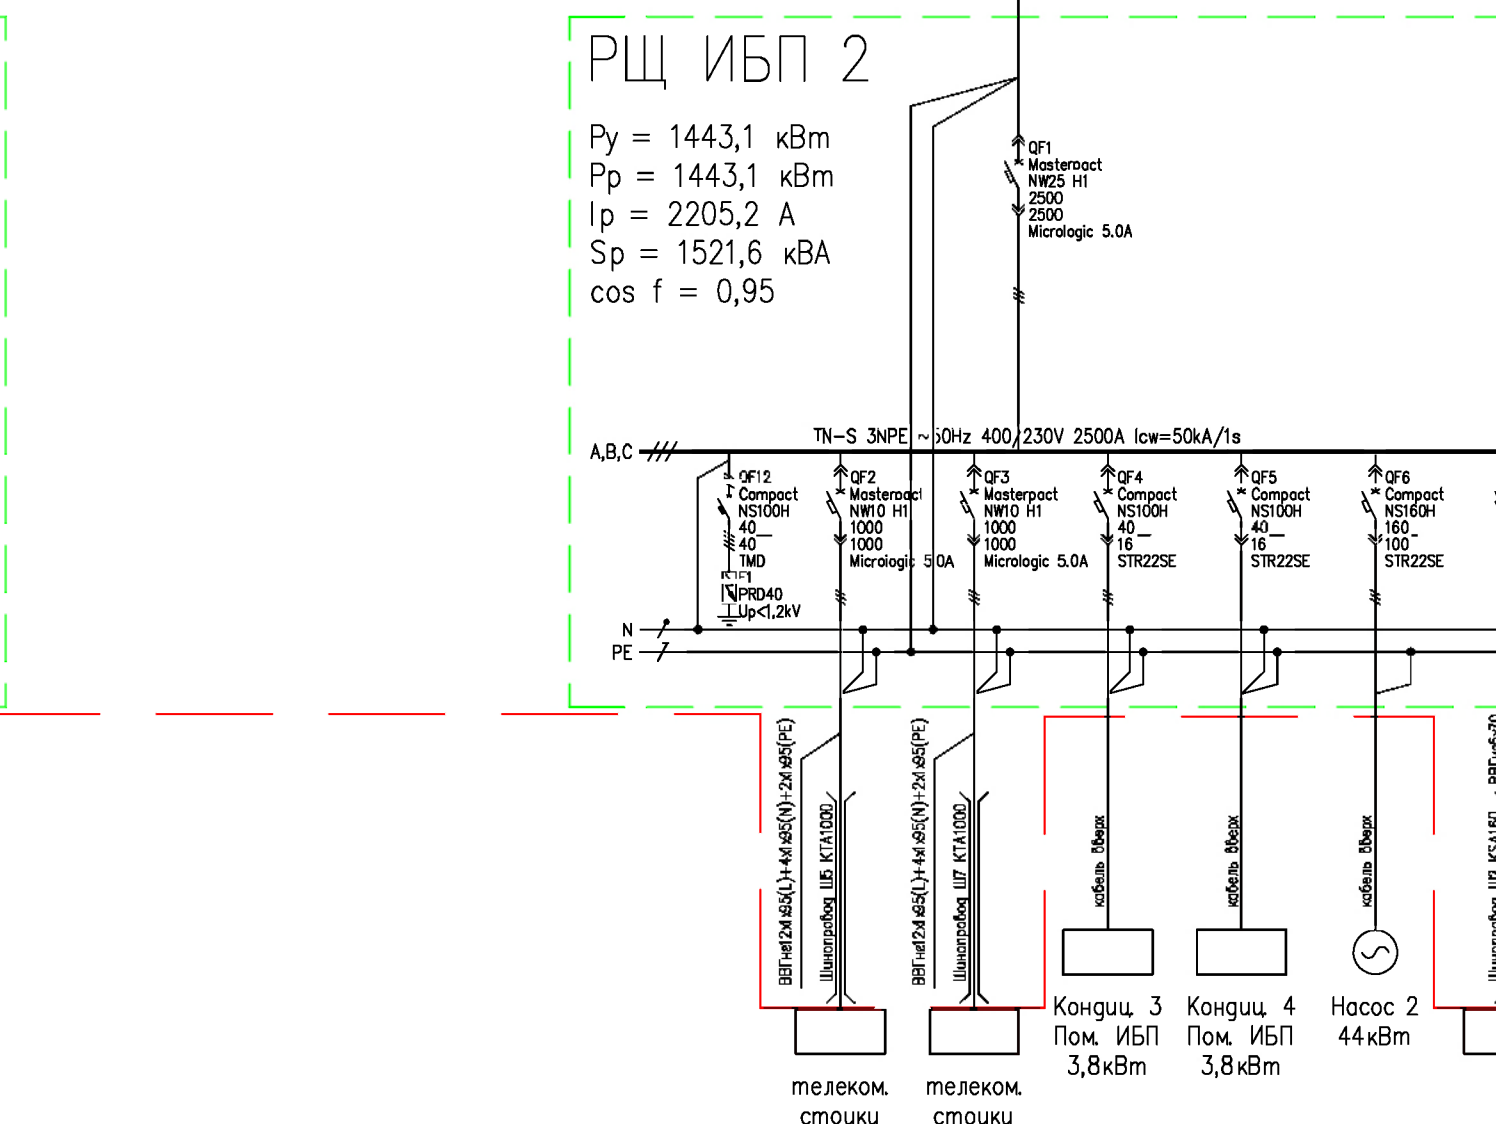 РЩ ИБП 2
Ру = 1443,1 кВт
Рр = 1443,1 кВт
Iр = 2205,2 А
Sр = 1521,6 кВА
cos f = 0,95
QF1
Masterpact
NW25 H1
2500
2500
Micrologic 5.0A
TN-S 3NPE ~50Hz 400/230V 2500A Icw=50kA/1s
A,B,C
QF12
Compact
NS100H
40
40
TMD
F1
PRD40
Up<1,2kV
QF2
Masterpact
NW10 H1
1000
1000
Micrologic 5.0A
QF3
Masterpact
NW10 H1
1000
1000
Micrologic 5.0A
QF4
Compact
NS100H
40
16
STR22SE
QF5
Compact
NS100H
40
16
STR22SE
QF6
Compact
NS160H
160
100
STR22SE
N
PE
ВВГнг12х1х95(L)+4х1х95(N)+2х1х95(PE)
Шинопровод Ш5 КТА1000
ВВГнг12х1х95(L)+4х1х95(N)+2х1х95(PE)
Шинопровод Ш7 КТА1000
кабель вверх
кабель вверх
кабель вверх
телеком.
стойки
телеком.
стойки
Кондиц. 3
Пом. ИБП
3,8кВт
Кондиц. 4
Пом. ИБП
3,8кВт
Насос 2
44кВт